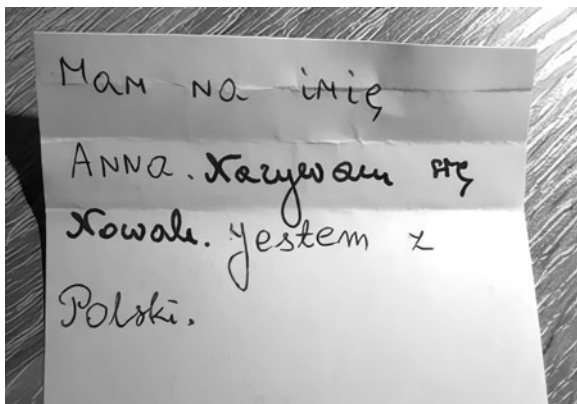 Mam na imię
Anna. Nazywam się
Nowak. Jestem z
Polski.